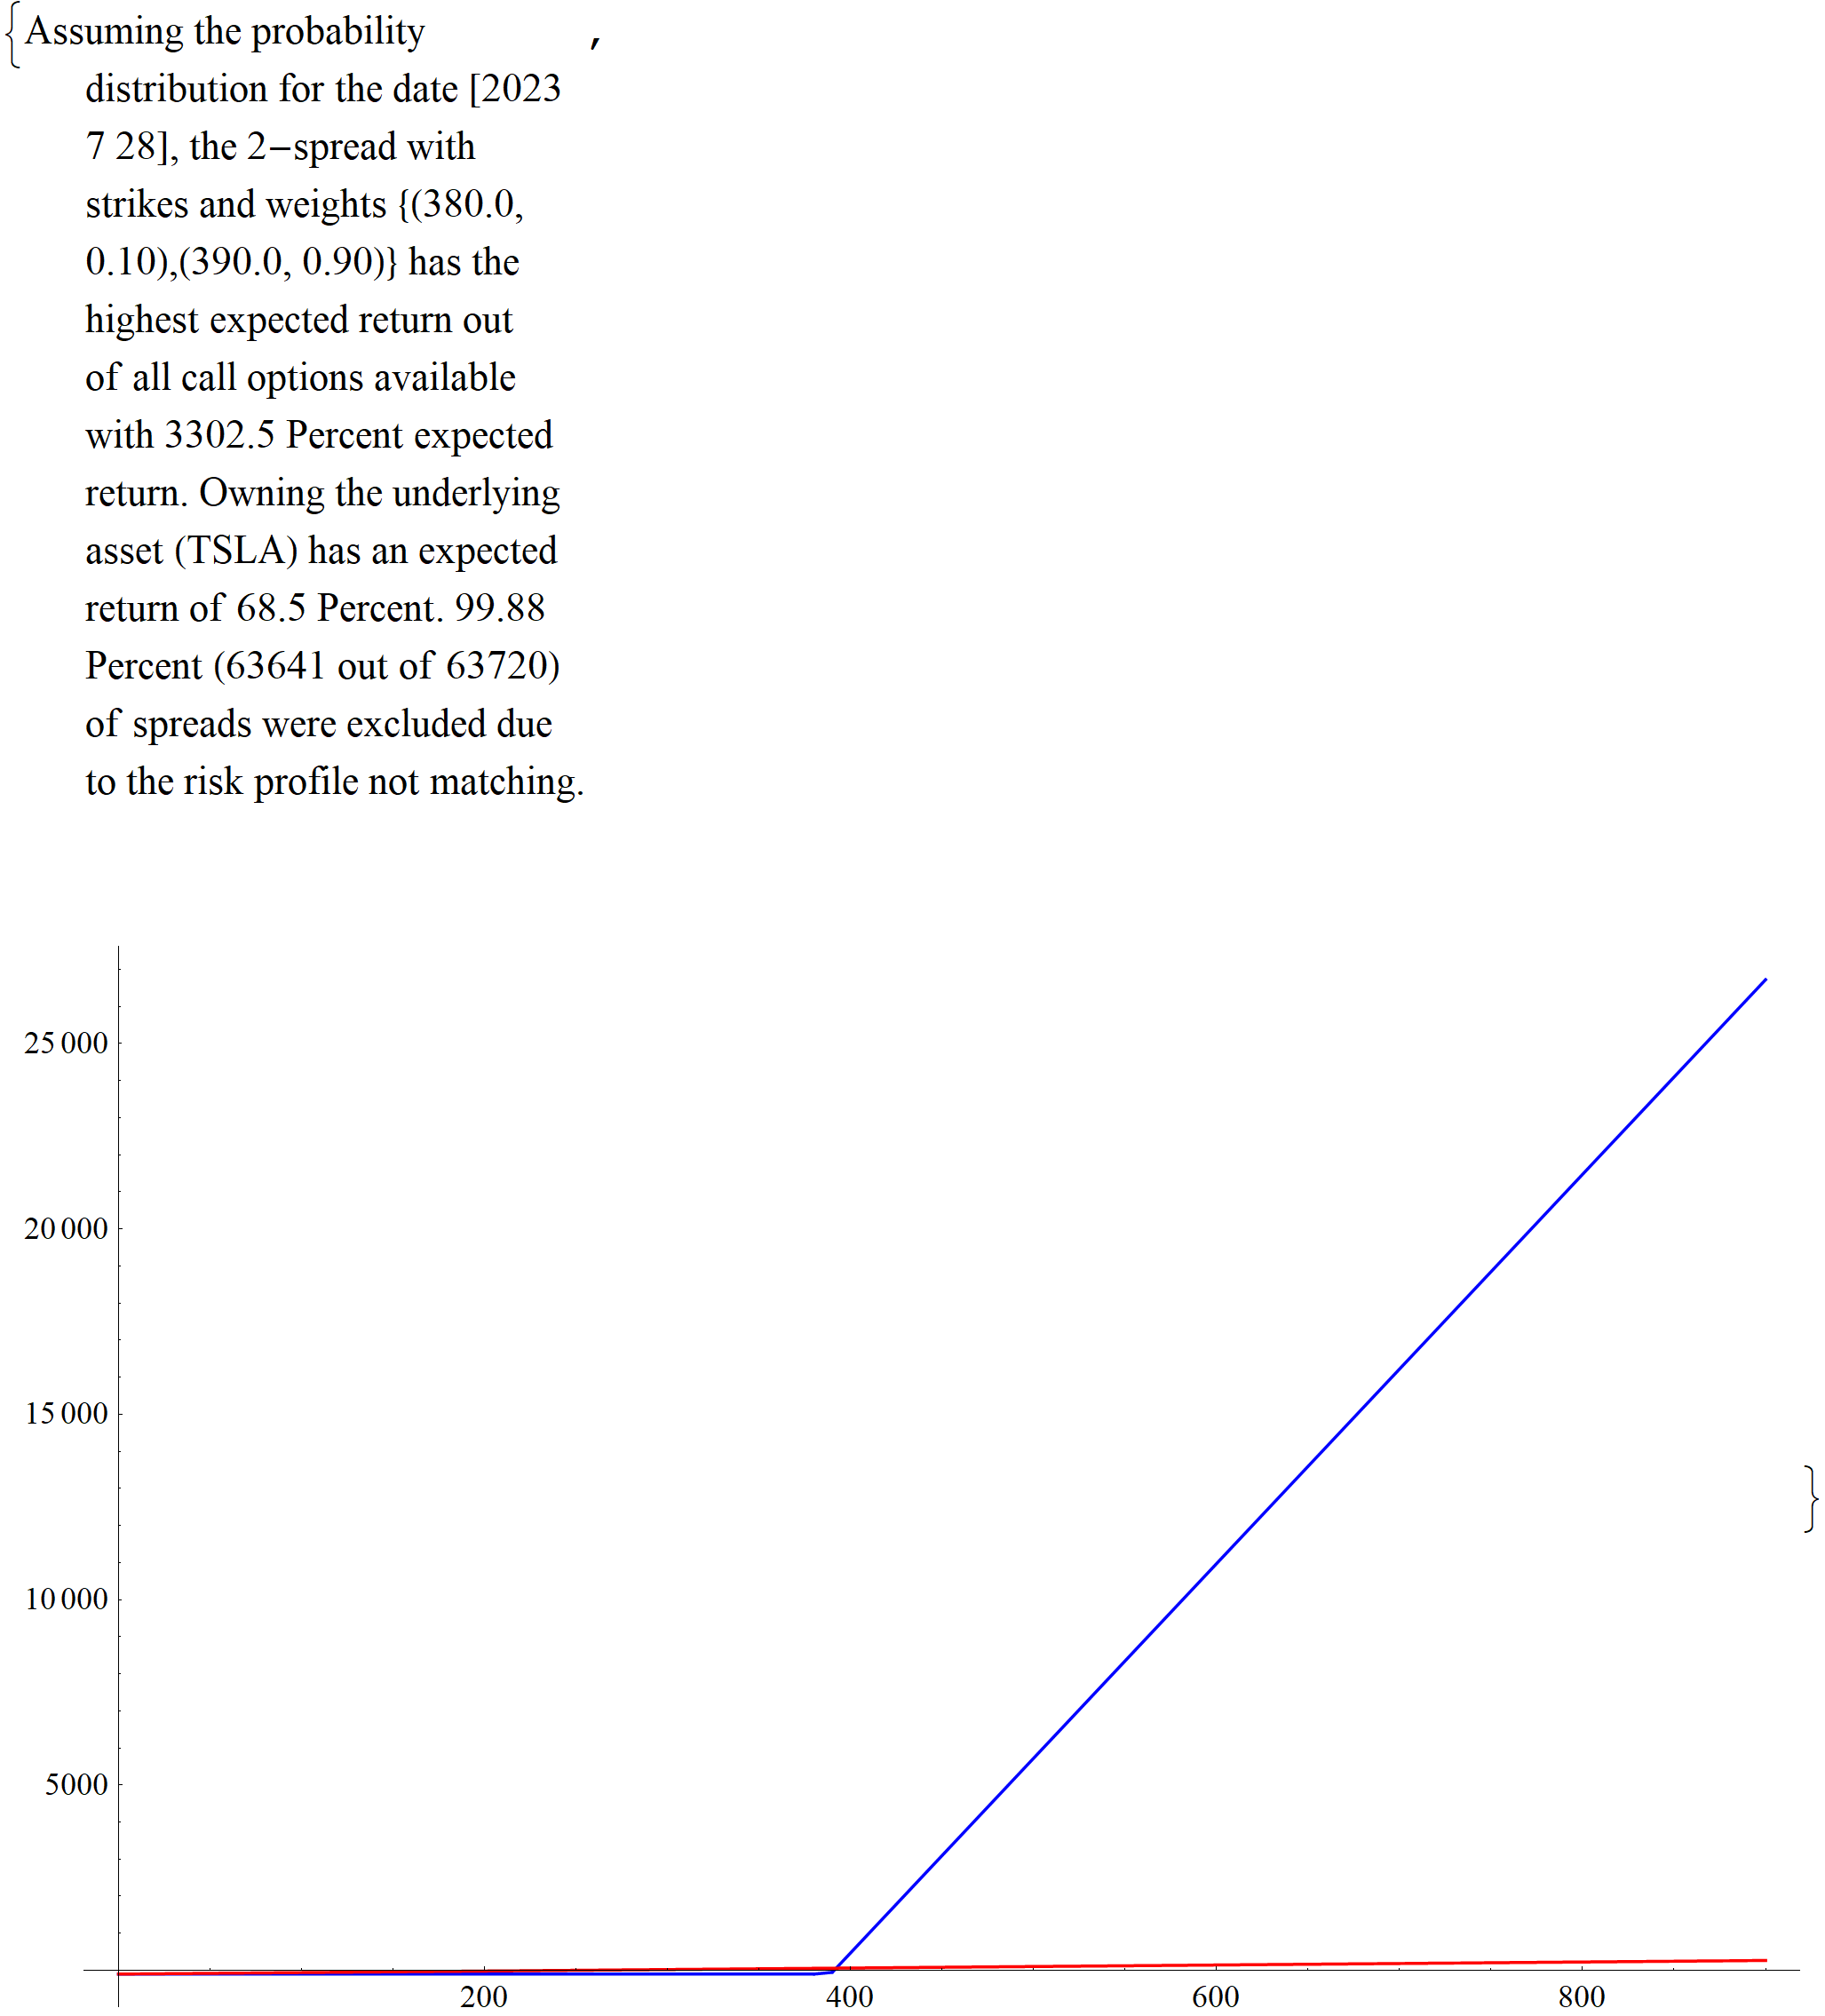 {Assuming the probability ,
distribution for the date [2023
7 28], the 2−spread with
strikes and weights {(380.0,
0.10),(390.0, 0.90)} has the
highest expected return out
of all call options available
with 3302.5 Percent expected
return. Owning the underlying
asset (TSLA) has an expected
return of 68.5 Percent. 99.88
Percent (63641 out of 63720)
of spreads were excluded due
to the risk profile not matching.
25 000
20 000
15 000
}
10 000
5000
200 400 600 800